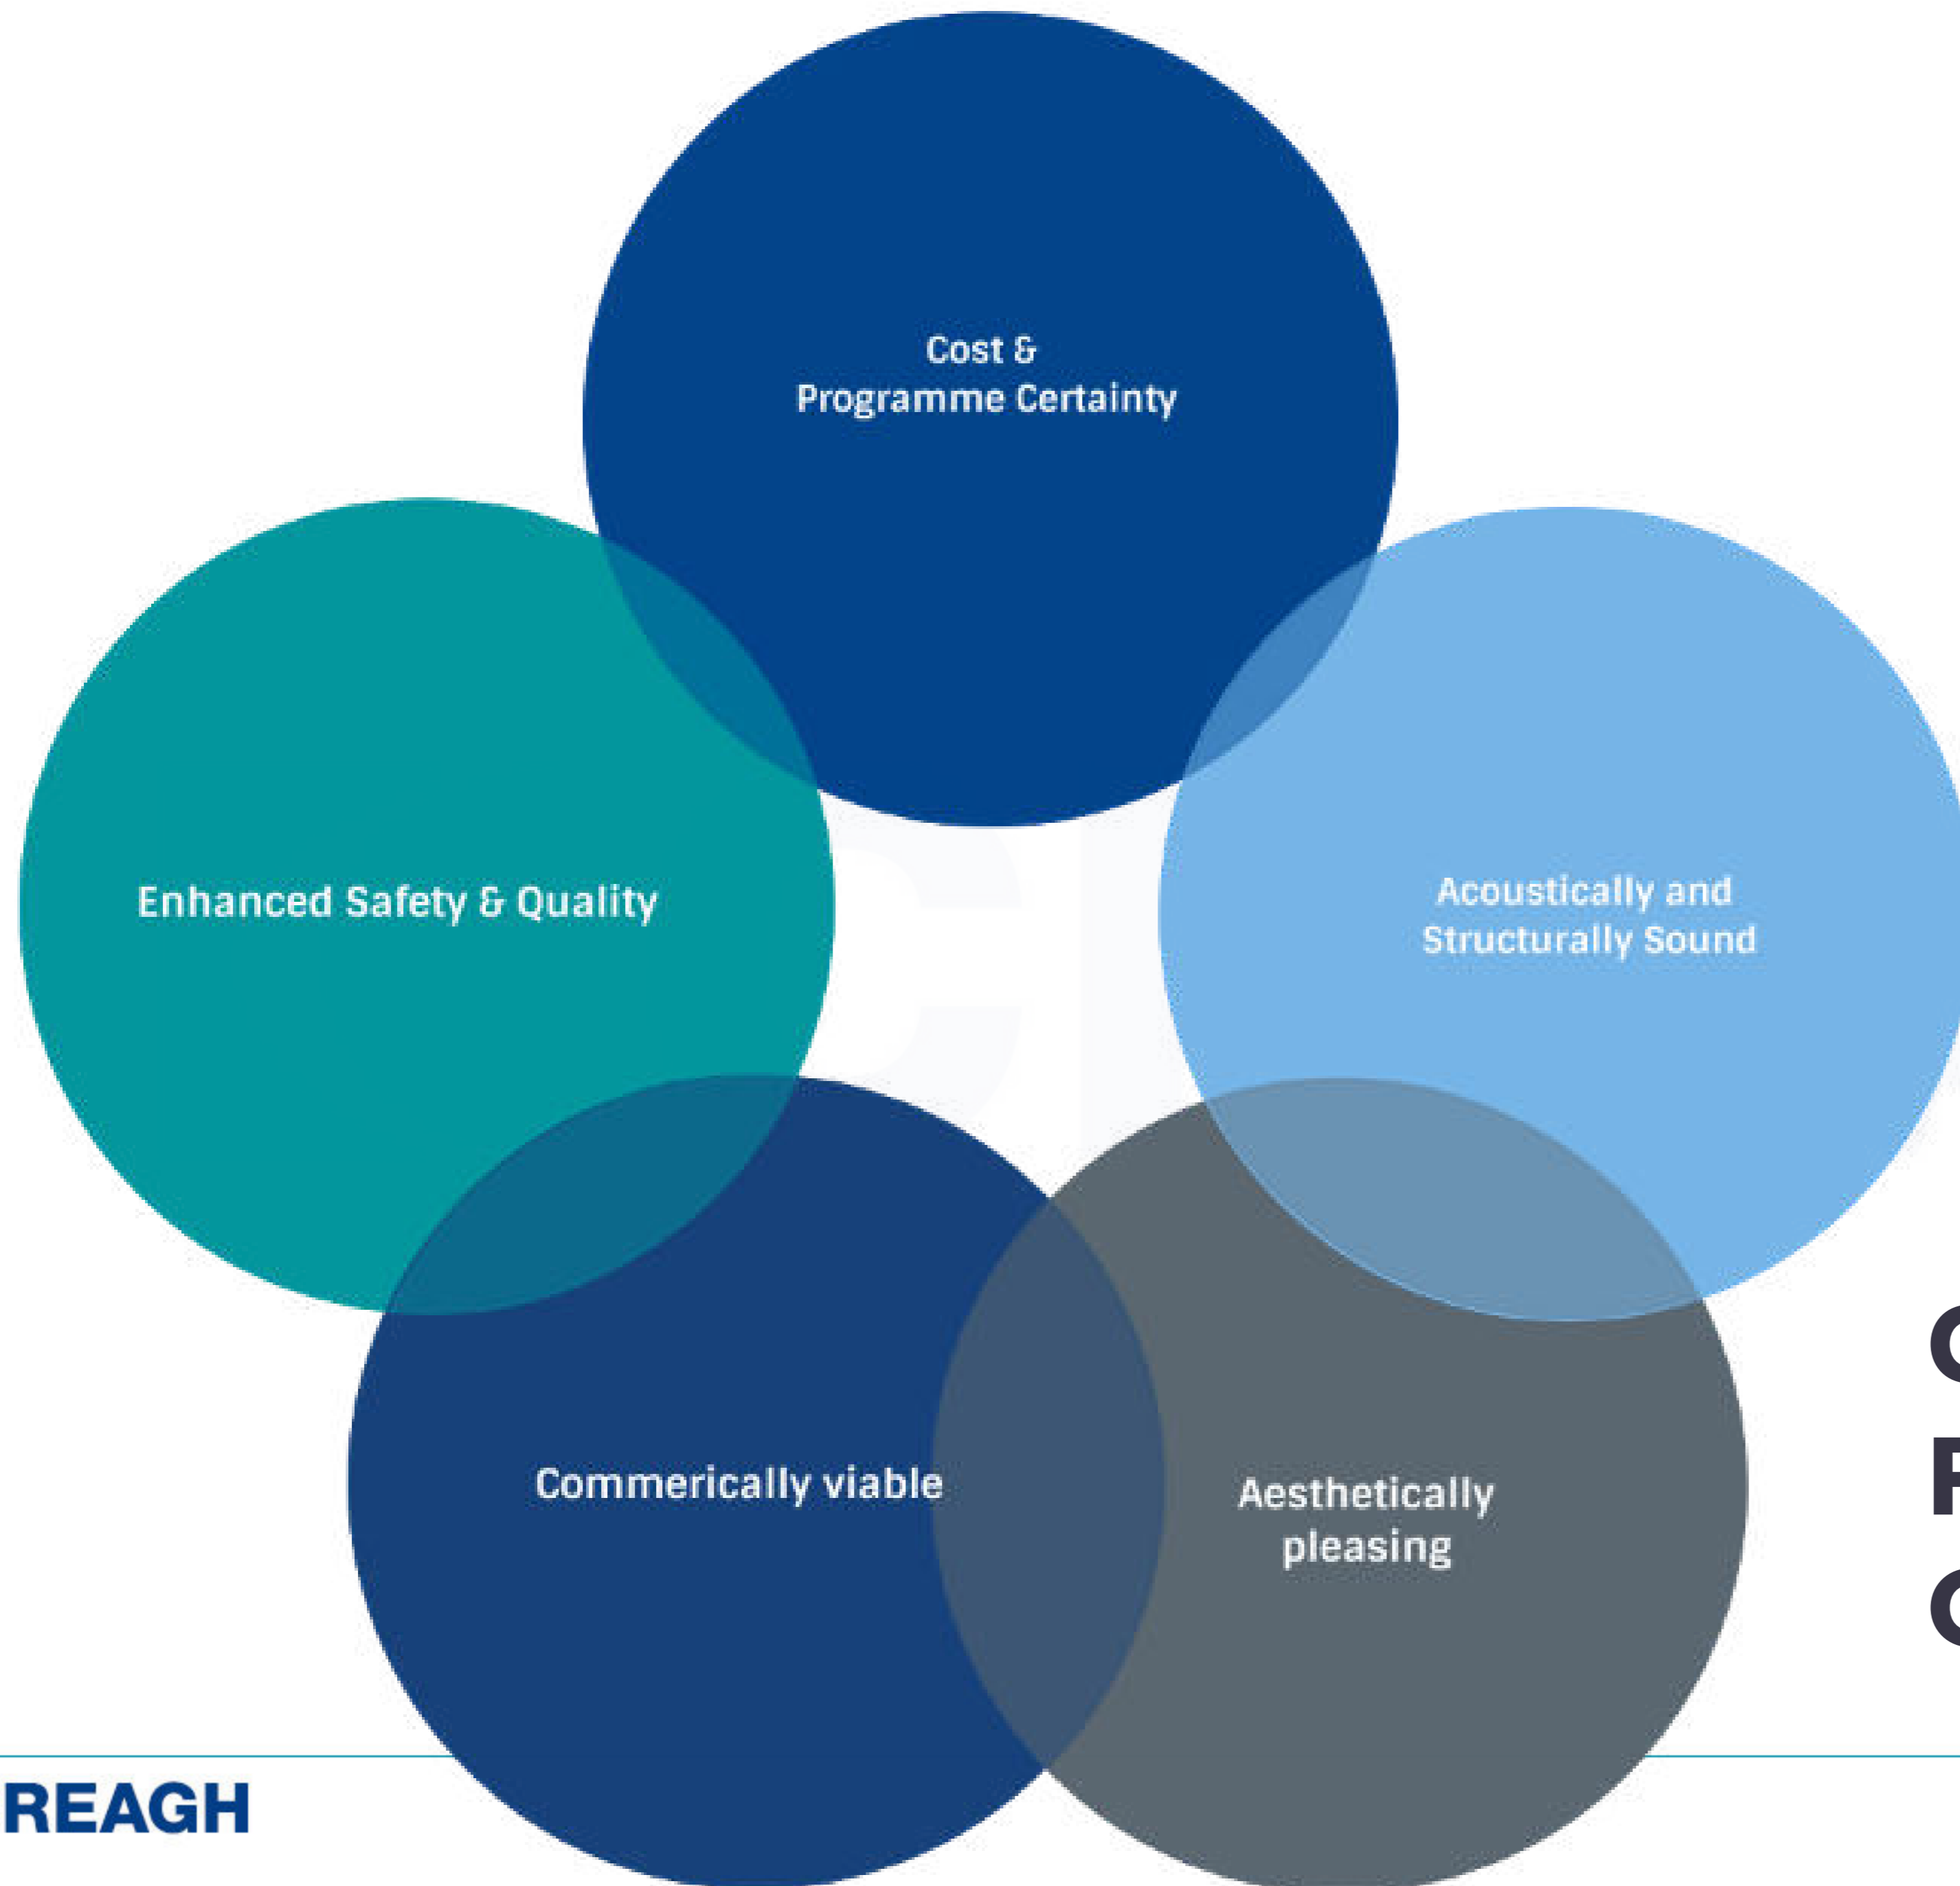 Cost &
Programme Certainty
Enhanced Safety & Quality
Acoustically and
Structurally Sound
Commerically viable
Aesthetically
pleasing
REAGH